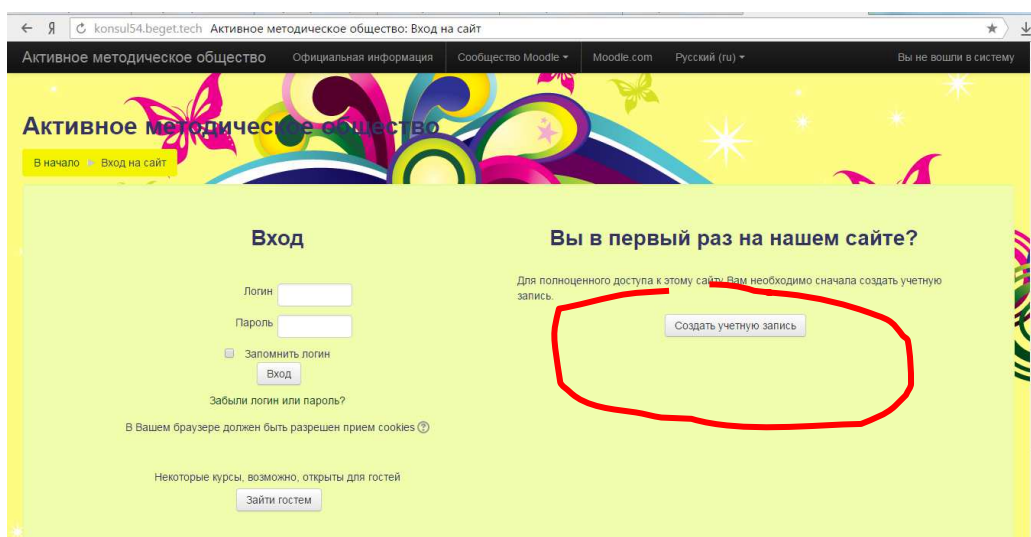 konsul54.beget.tech Активное методическое общество: Вход на сайт
Активное методическое общество Официальная информация Сообщество Moodle Moodle.com Русский (ru) Вы не вошли в систему
Активное методическое общество
В начало Вход на сайт
Вход
Логин
Пароль
Запомнить логин
Вход
Забыли логин или пароль?
В Вашем браузере должен быть разрешен прием cookies
Некоторые курсы, возможно, открыты для гостей
Зайти гостем
Вы в первый раз на нашем сайте?
Для полноценного доступа к этому сайту Вам необходимо сначала создать учетную
запись.
Создать учетную запись